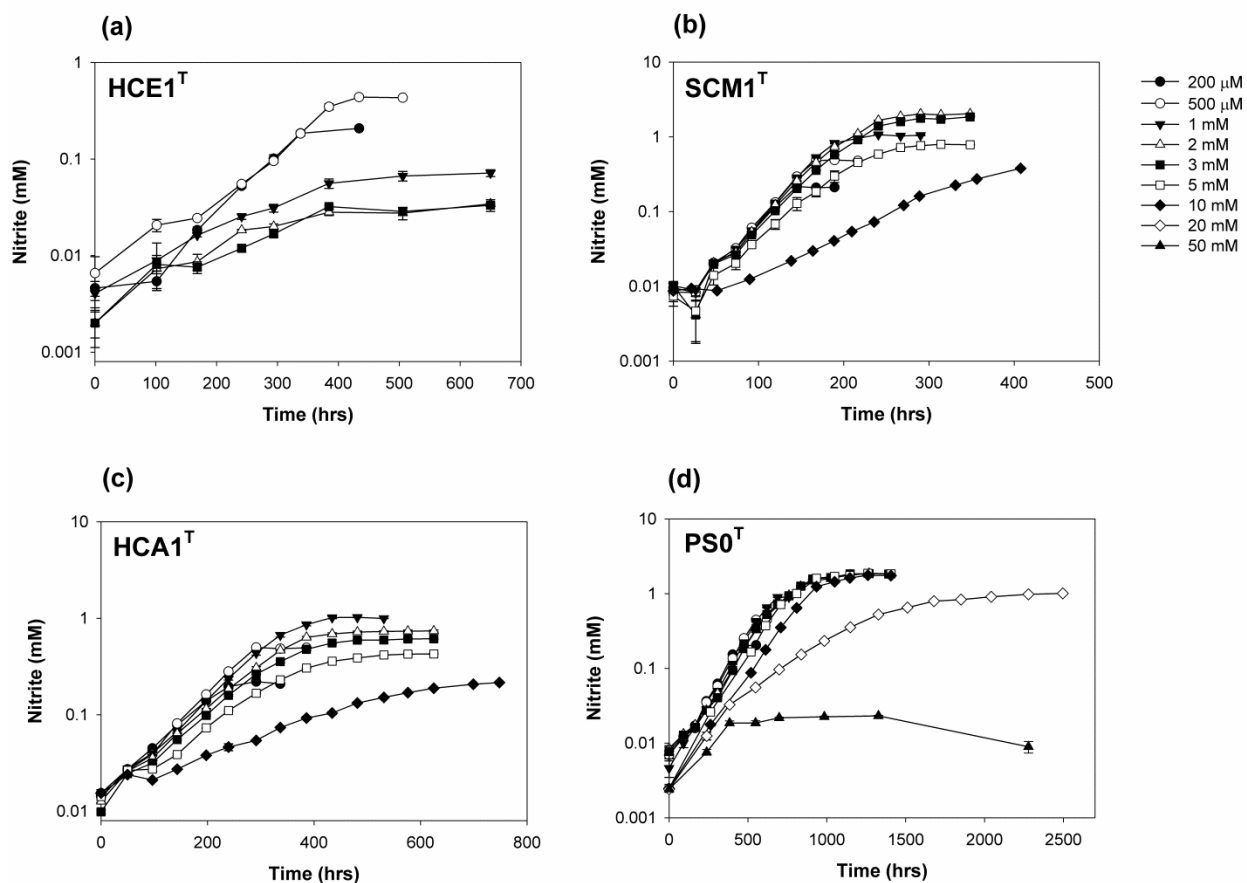 (a)
HCE1ᵀ
Nitrite (mM)
1
0.1
0.01
0.001
0 100 200 300 400 500 600 700
Time (hrs)
(b)
SCM1ᵀ
Nitrite (mM)
10
1
0.1
0.01
0.001
0 100 200 300 400 500
Time (hrs)
200 μM
500 μM
1 mM
2 mM
3 mM
5 mM
10 mM
20 mM
50 mM
(c)
HCA1ᵀ
Nitrite (mM)
10
1
0.1
0.01
0 200 400 600 800
Time (hrs)
(d)
PS0ᵀ
Nitrite (mM)
10
1
0.1
0.01
0.001
0 500 1000 1500 2000 2500
Time (hrs)